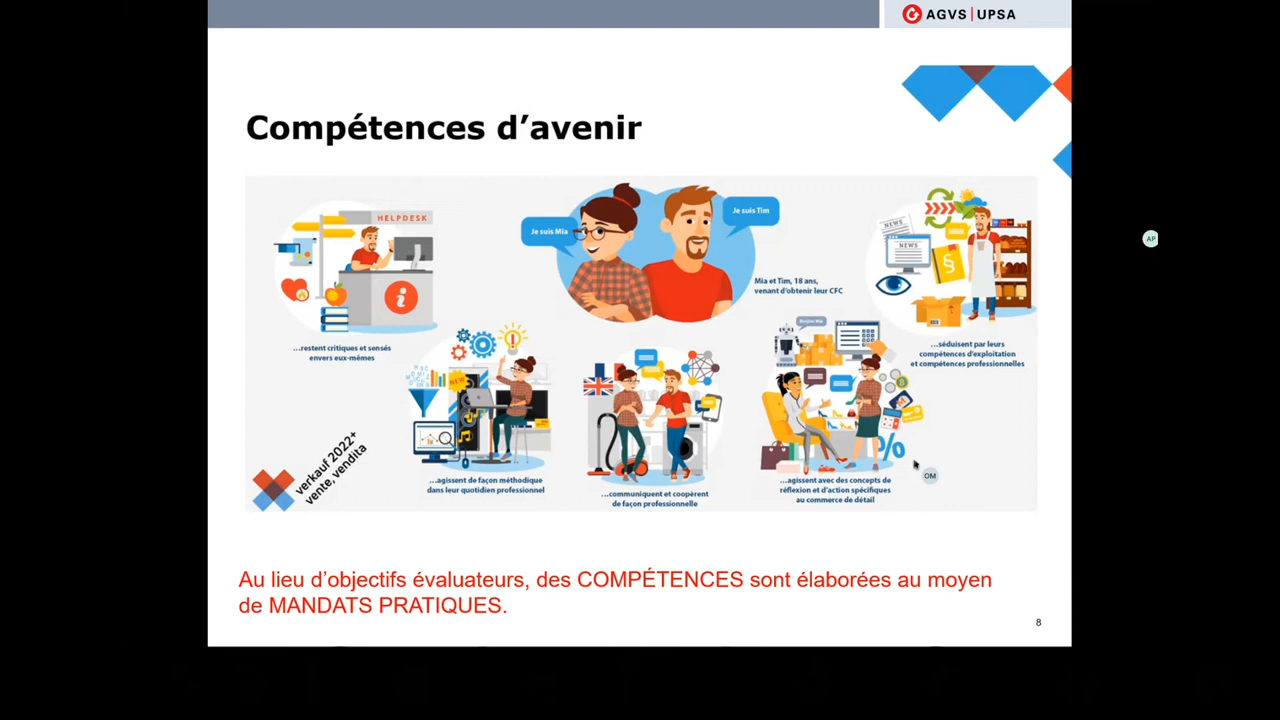 AGVS|UPSA
Compétences d'avenir
HELPDESK
Je suis Mia
Je suis Tim
NEWS
NEWS
Mia et Tim, 18 ans,
venant d'obtenir leur CFC
AP
...restent critiques et sensés
envers eux-mêmes
Bonjour Mia
...séduisent par leurs
compétences d'exploitation
et compétences professionnelles
NEW
%
verkauf 2022+
vente, vendita
...agissent de façon méthodique
dans leur quotidien professionnel
...communiquent et coopèrent
de façon professionnelle
...agissent avec des concepts de
réflexion et d'action spécifiques
au commerce de détail
OM
Au lieu d'objectifs évaluateurs, des COMPÉTENCES sont élaborées au moyen
de MANDATS PRATIQUES.
8